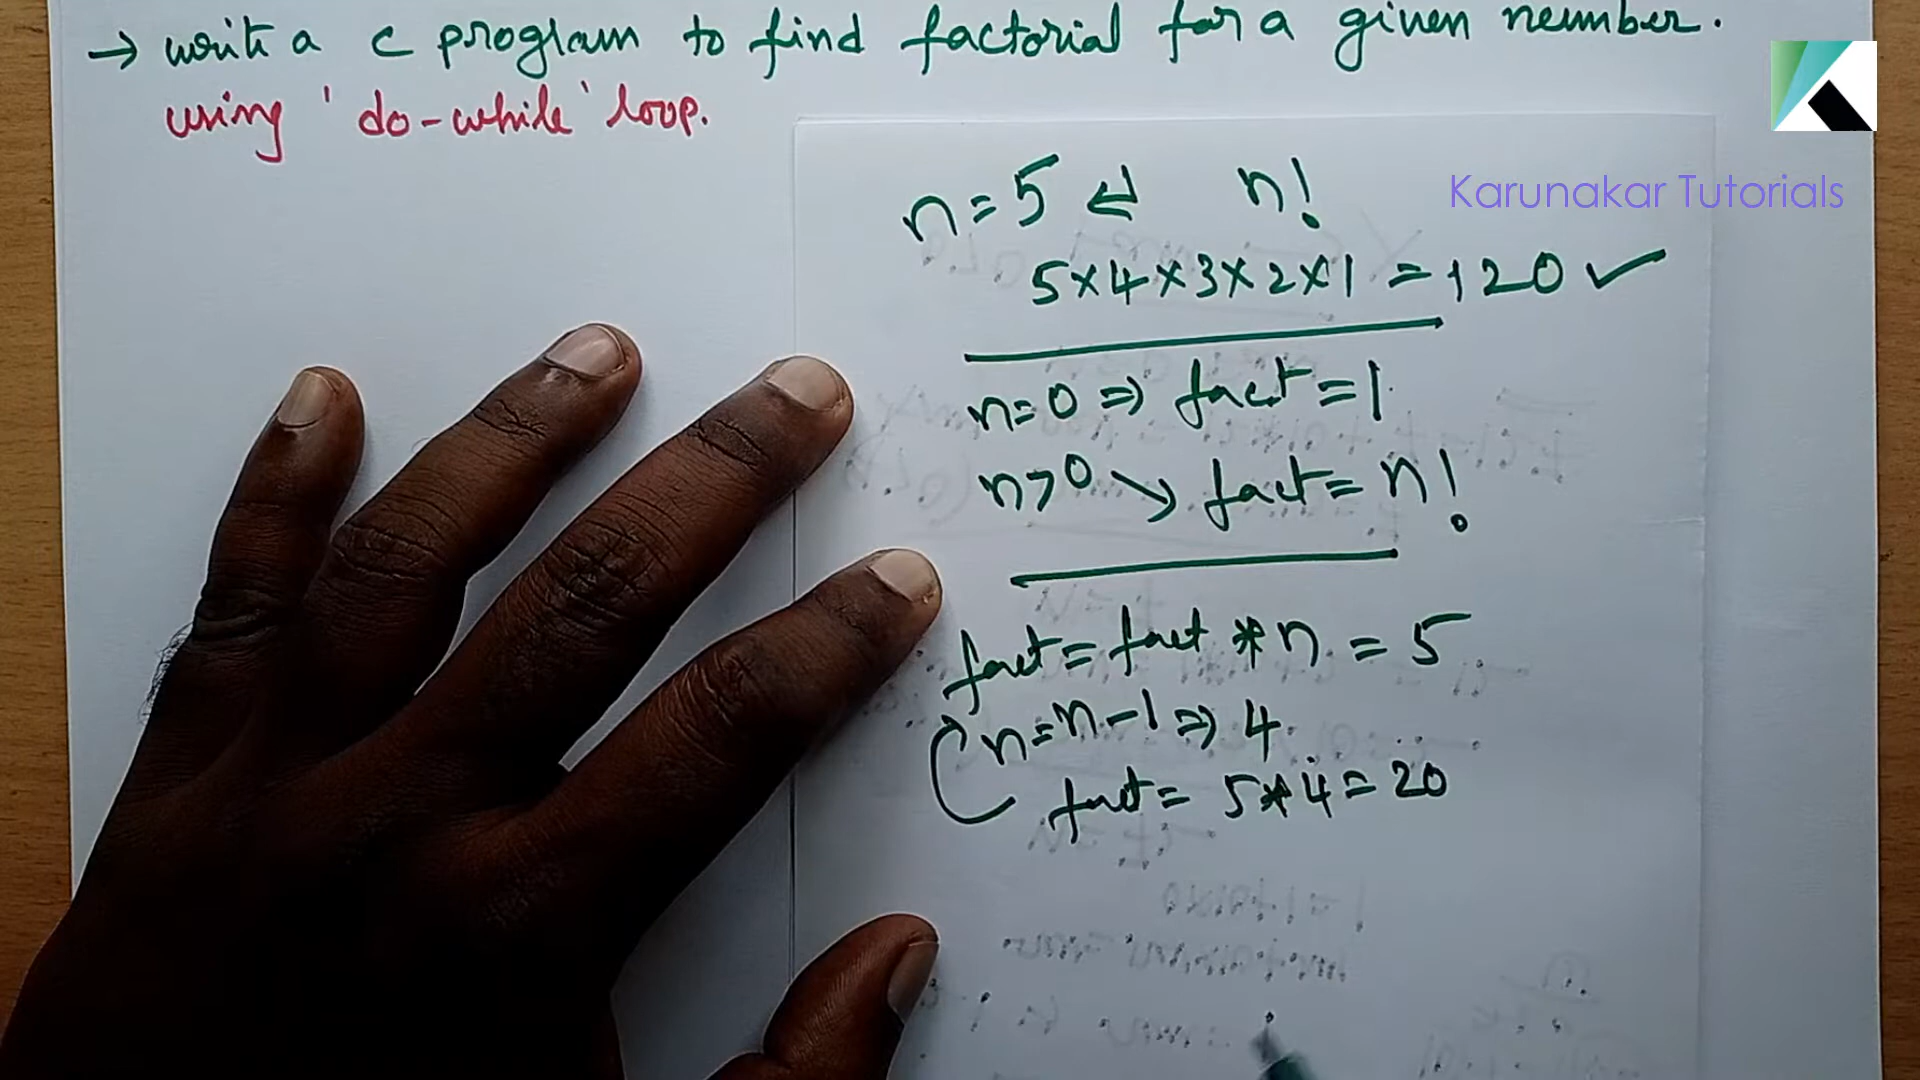 → write a c program to find factorial for a given number.
using 'do-while' loop.
Karunakar Tutorials
n=5 ↵ n!
5×4×3×2×1 = 120 ✓
n=0 ⇒ fact=1
n>0 ↘ fact= n!
fact= fact *n = 5
n=n-1 ⇒ 4
fact= 5*4=20